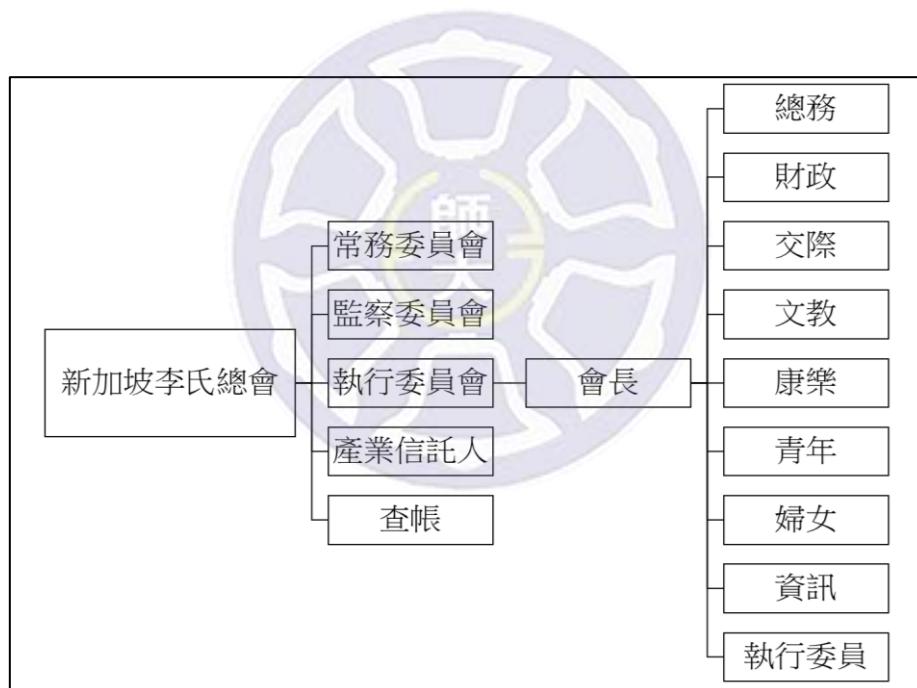 新加坡李氏總會
常務委員會
監察委員會
執行委員會
產業信託人
查帳
會長
總務
財政
交際
文教
康樂
青年
婦女
資訊
執行委員
師大